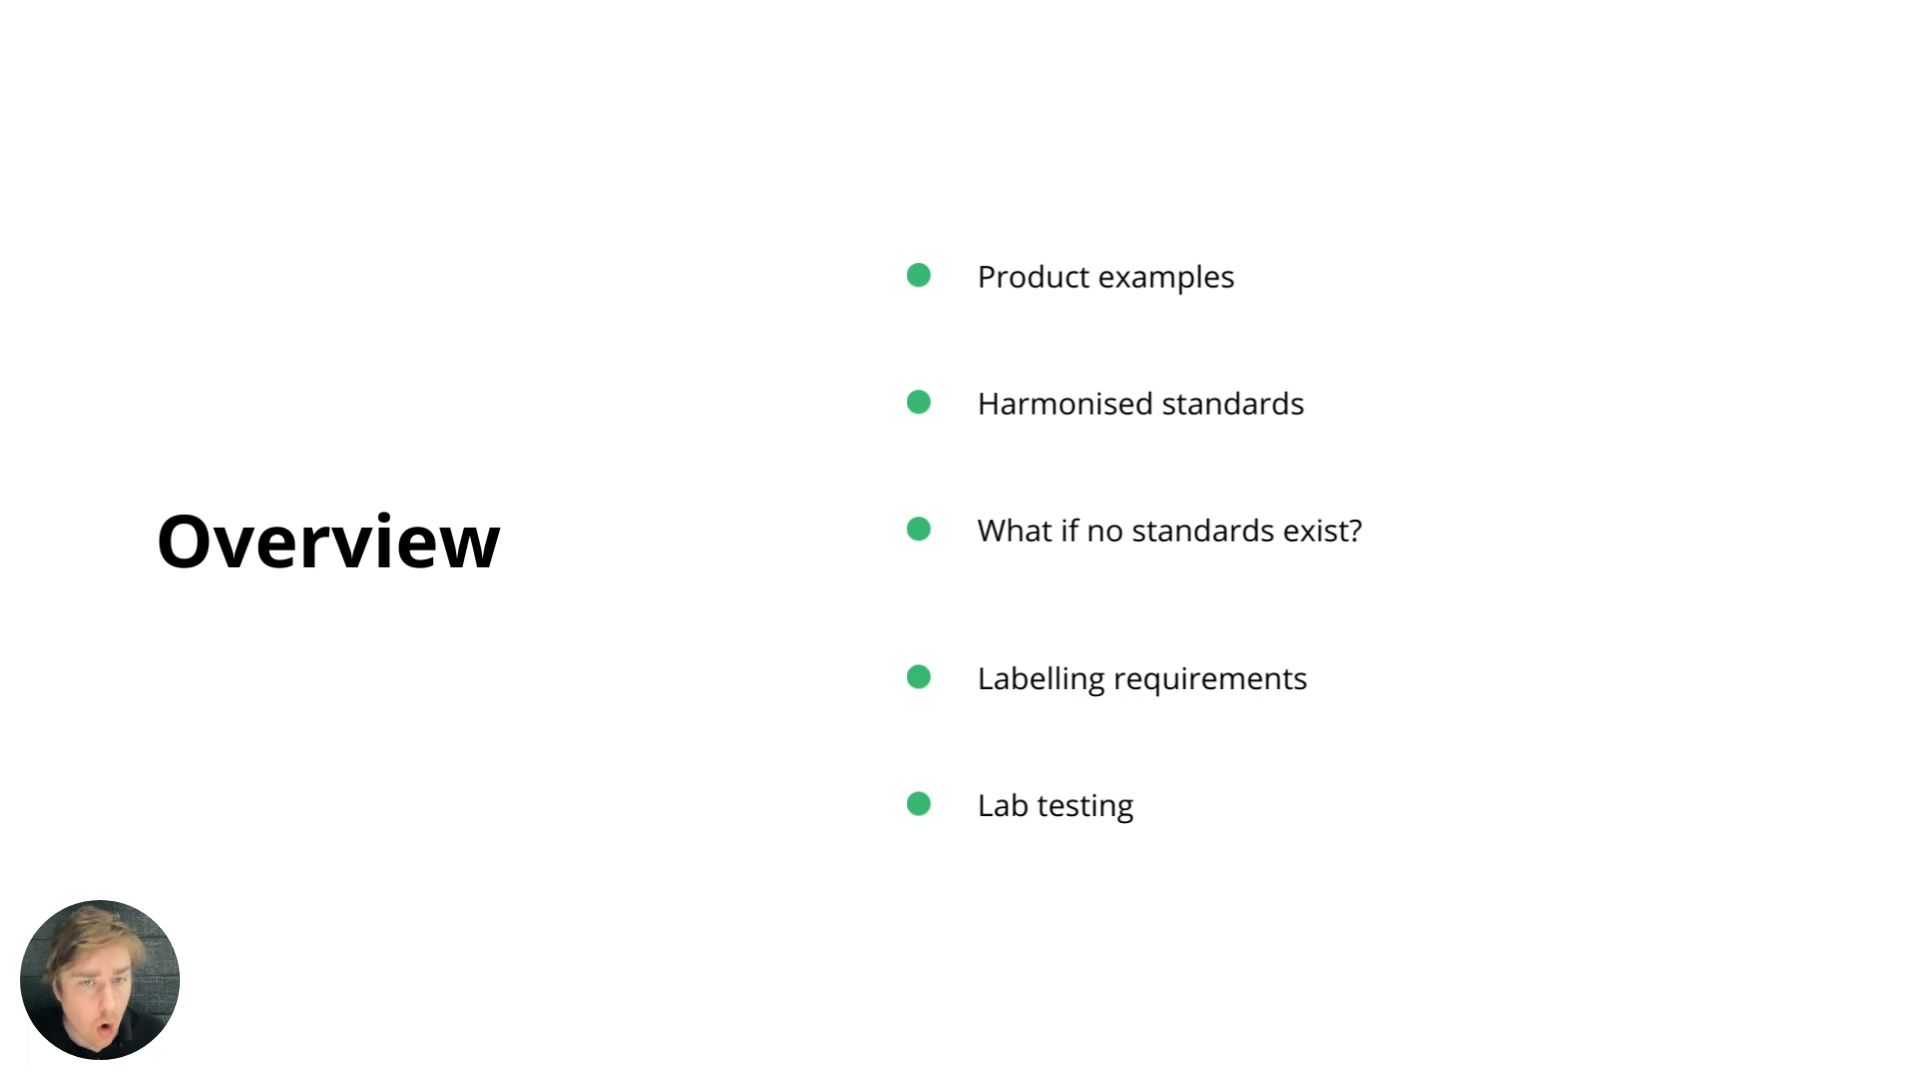 Overview
Product examples
Harmonised standards
What if no standards exist?
Labelling requirements
Lab testing